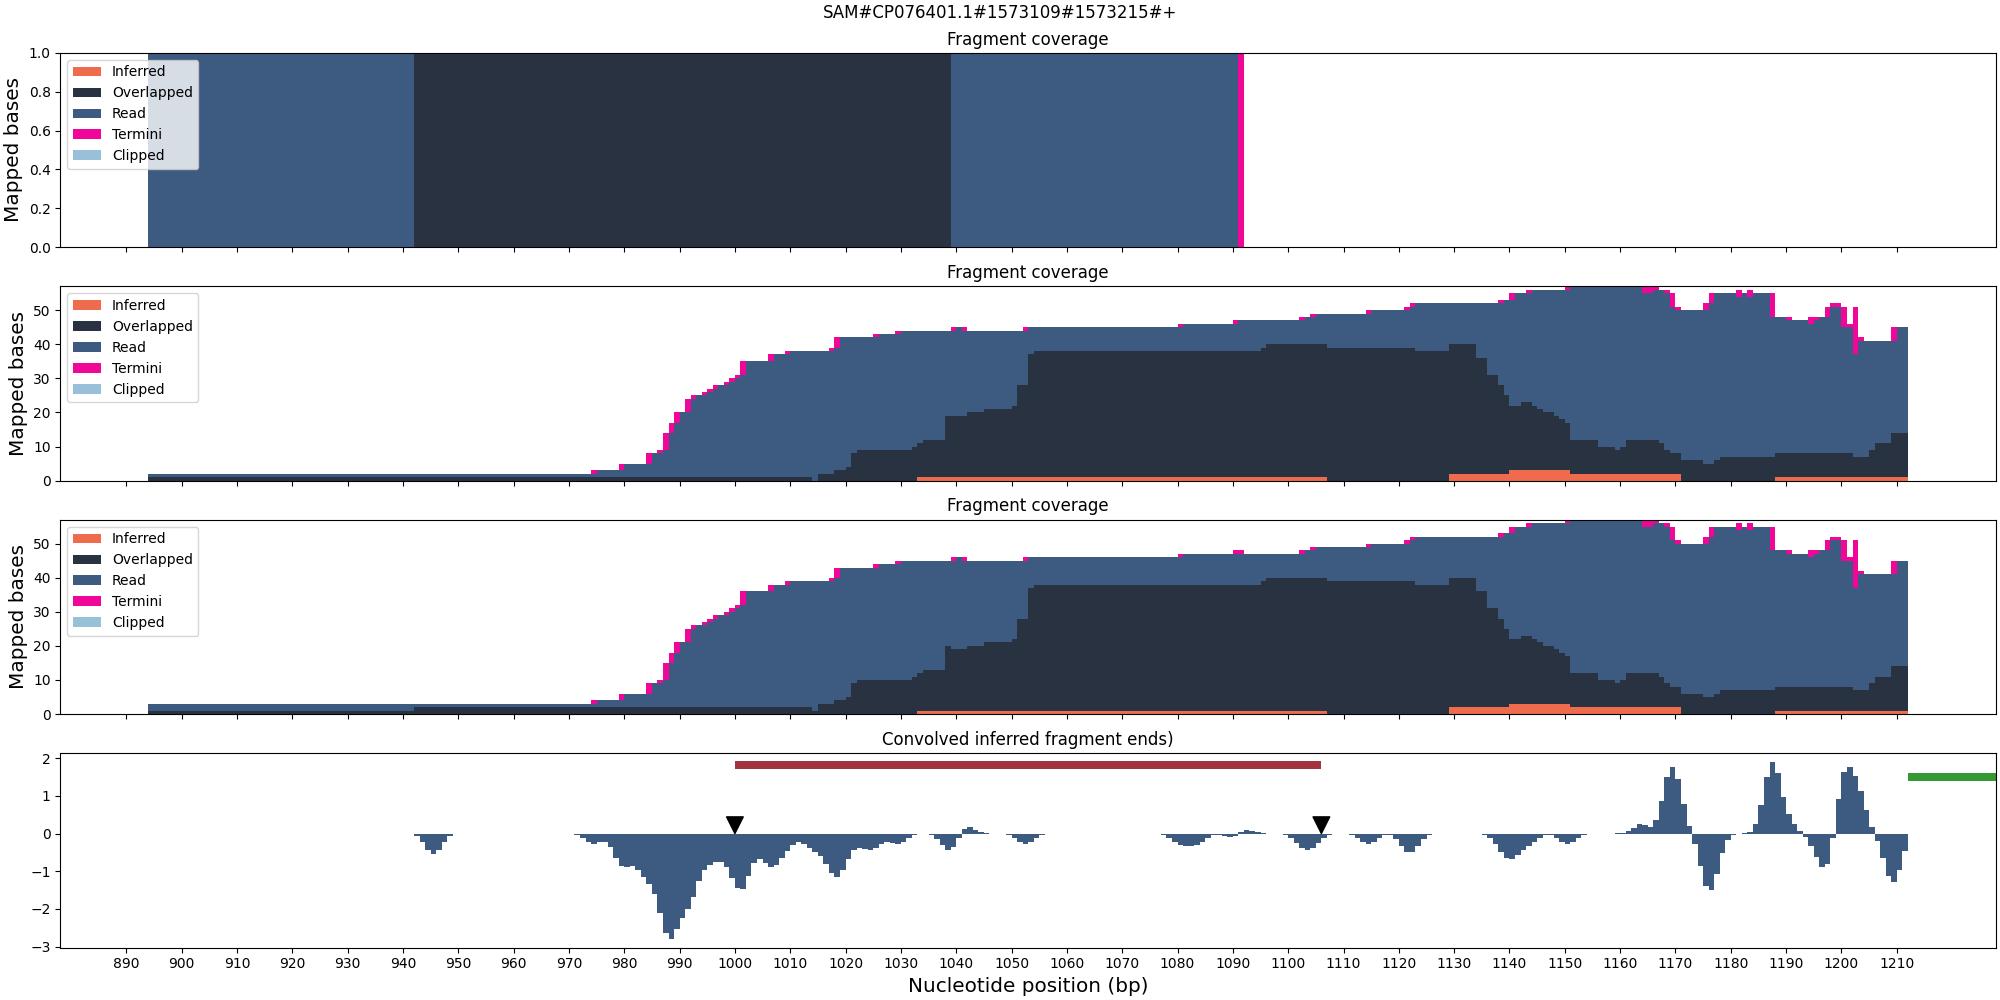 SAM#CP076401.1#1573109#1573215#+
Fragment coverage
Mapped bases
1.0
0.8
0.6
0.4
0.2
0.0
Inferred
Overlapped
Read
Termini
Clipped
Fragment coverage
Mapped bases
50
40
30
20
10
0
Inferred
Overlapped
Read
Termini
Clipped
Fragment coverage
Mapped bases
50
40
30
20
10
0
Inferred
Overlapped
Read
Termini
Clipped
Convolved inferred fragment ends)
2
1
0
−1
−2
−3
890 900 910 920 930 940 950 960 970 980 990 1000 1010 1020 1030 1040 1050 1060 1070 1080 1090 1100 1110 1120 1130 1140 1150 1160 1170 1180 1190 1200 1210
Nucleotide position (bp)